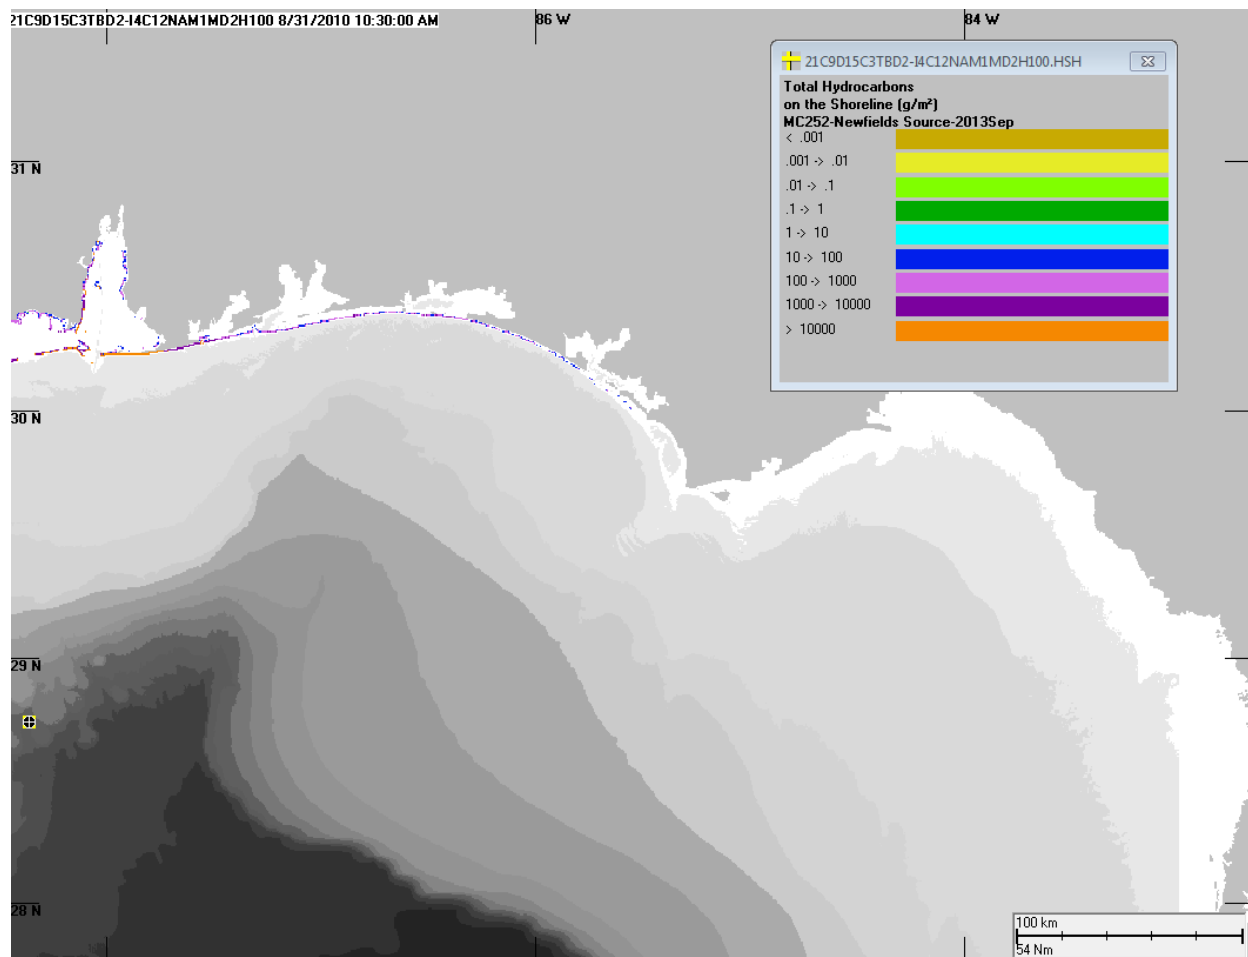 21C9D15C3TBD2-I4C12NAM1MD2H100 8/31/2010 10:30:00 AM
86 W
84 W
21C9D15C3TBD2-I4C12NAM1MD2H100.HSH
Total Hydrocarbons
on the Shoreline (g/m²)
MC252-Newfields Source-2013Sep
< .001
.001 -> .01
.01 -> .1
.1 -> 1
1 -> 10
10 -> 100
100 -> 1000
1000 -> 10000
> 10000
31 N
30 N
29 N
28 N
100 km
54 Nm